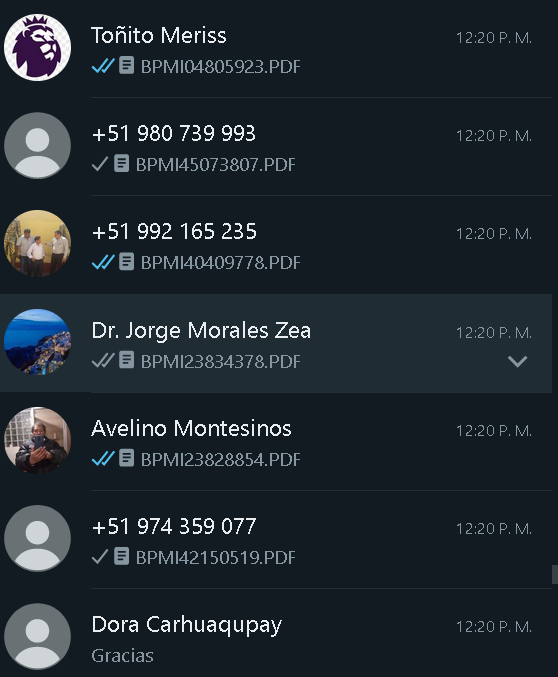 Toñito Meriss
12:20 P. M.
BPMI04805923.PDF
+51 980 739 993
12:20 P. M.
BPMI45073807.PDF
+51 992 165 235
12:20 P. M.
BPMI40409778.PDF
Dr. Jorge Morales Zea
12:20 P. M.
BPMI23834378.PDF
Avelino Montesinos
12:20 P. M.
BPMI23828854.PDF
+51 974 359 077
12:20 P. M.
BPMI42150519.PDF
Dora Carhuaqupay
12:20 P. M.
Gracias